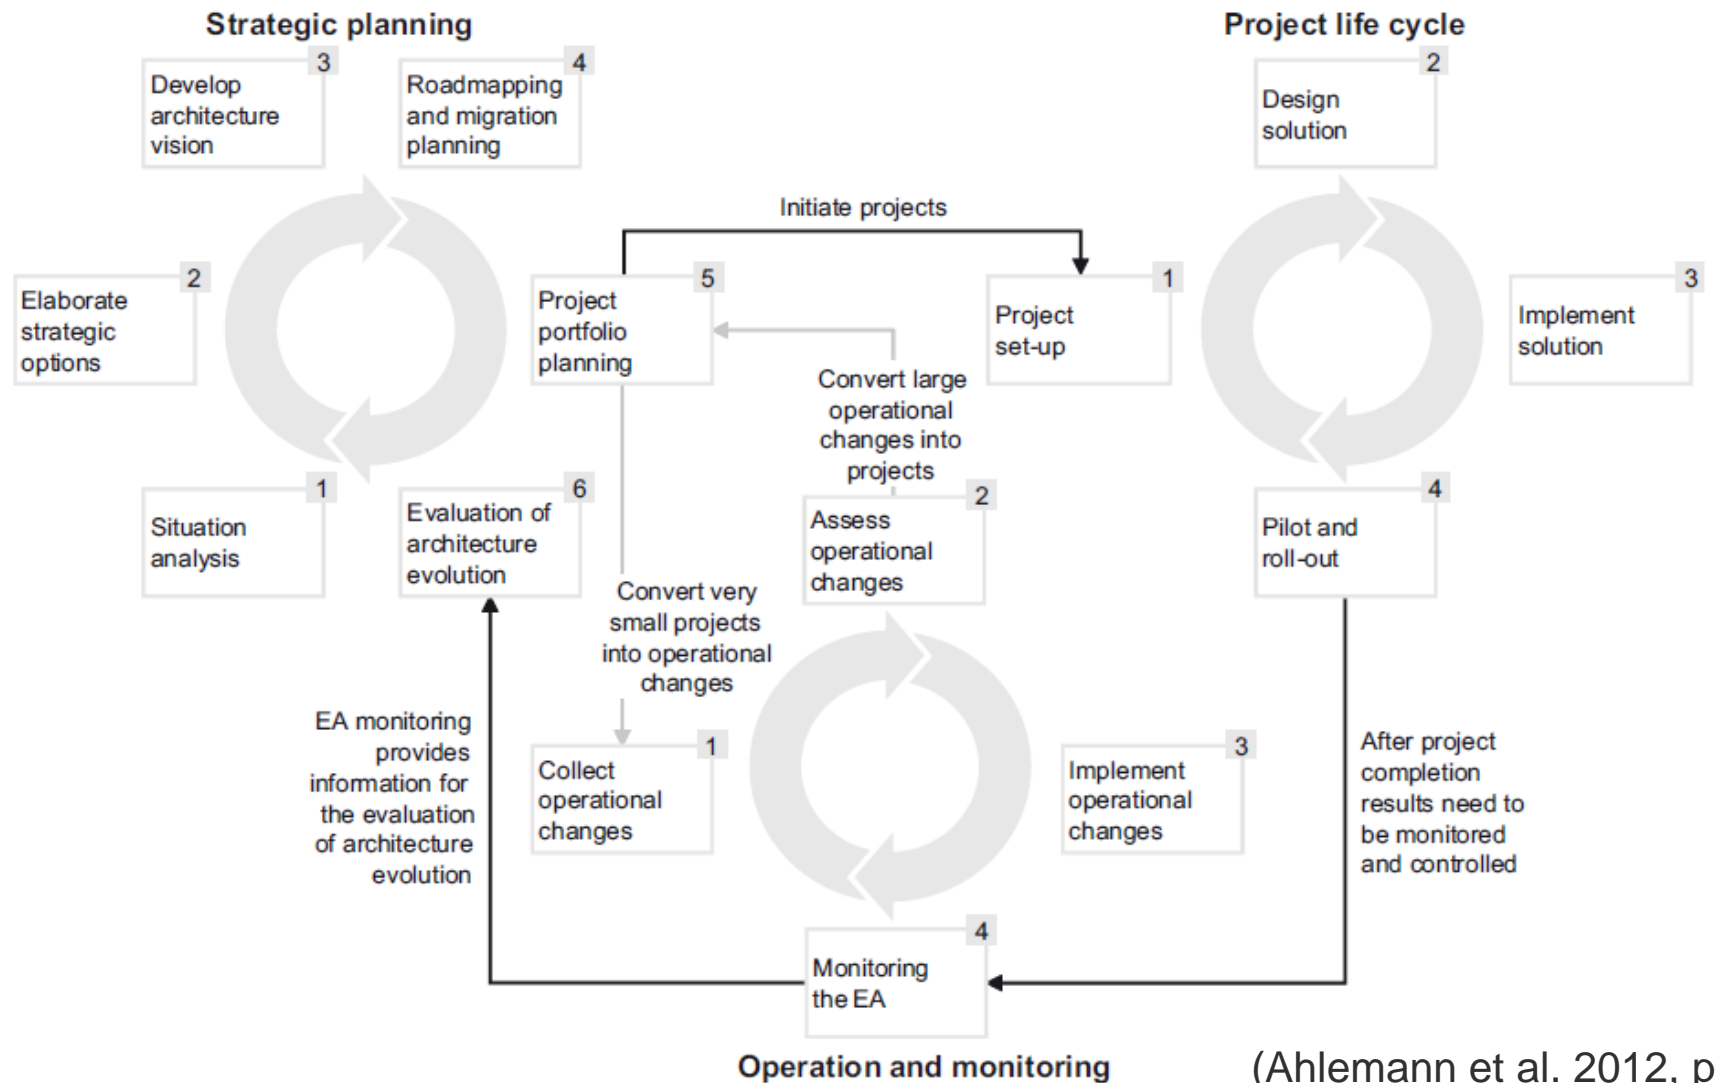 Strategic planning
3
Develop
architecture
vision
4
Roadmapping
and migration
planning
2
Elaborate
strategic
options
5
Project
portfolio
planning
1
Situation
analysis
6
Evaluation of
architecture
evolution
Initiate projects
Project life cycle
2
Design
solution
1
Project
set-up
3
Implement
solution
4
Pilot and
roll-out
Convert large
operational
changes into
projects
2
Assess
operational
changes
Convert very
small projects
into operational
changes
EA monitoring
provides
information for
the evaluation
of architecture
evolution
1
Collect
operational
changes
3
Implement
operational
changes
After project
completion
results need to
be monitored
and controlled
4
Monitoring
the EA
Operation and monitoring
(Ahlemann et al. 2012, p